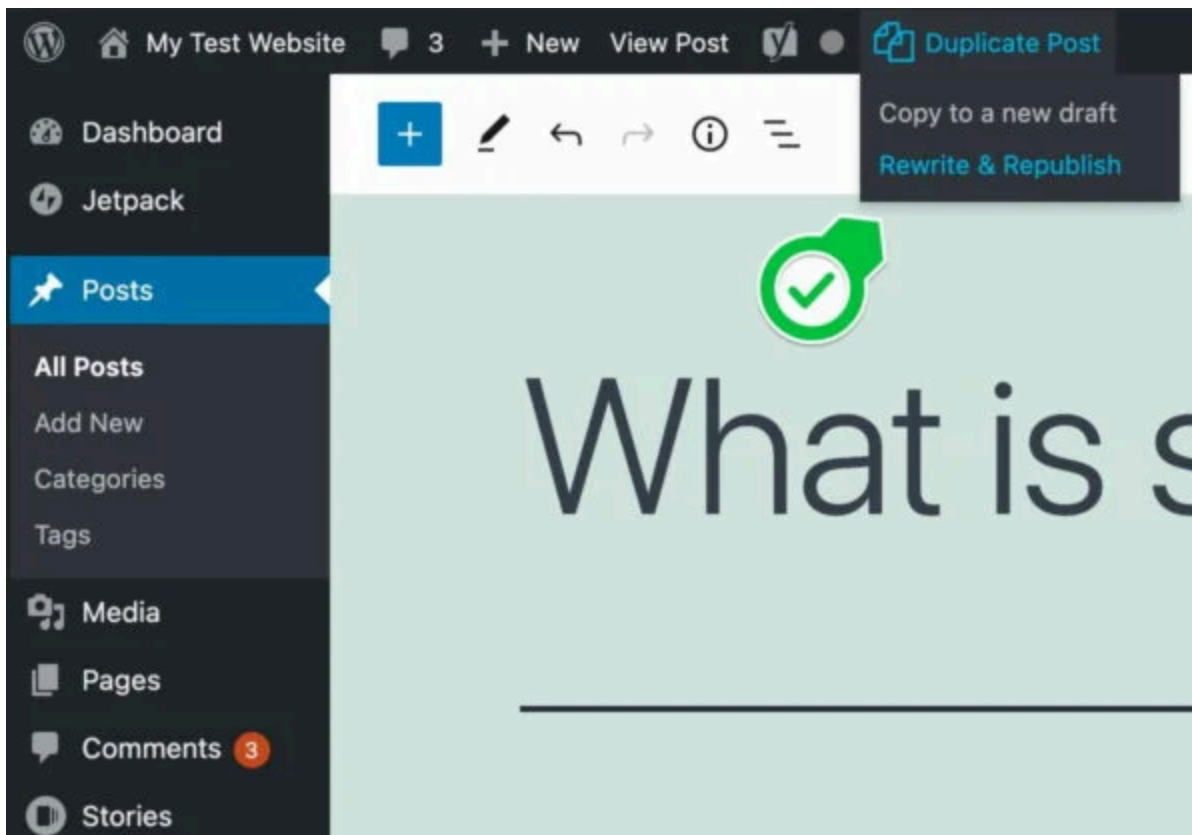 My Test Website 3 + New View Post Duplicate Post
Copy to a new draft
Rewrite & Republish
Dashboard
Jetpack
Posts
All Posts
Add New
Categories
Tags
Media
Pages
Comments 3
Stories
What is s